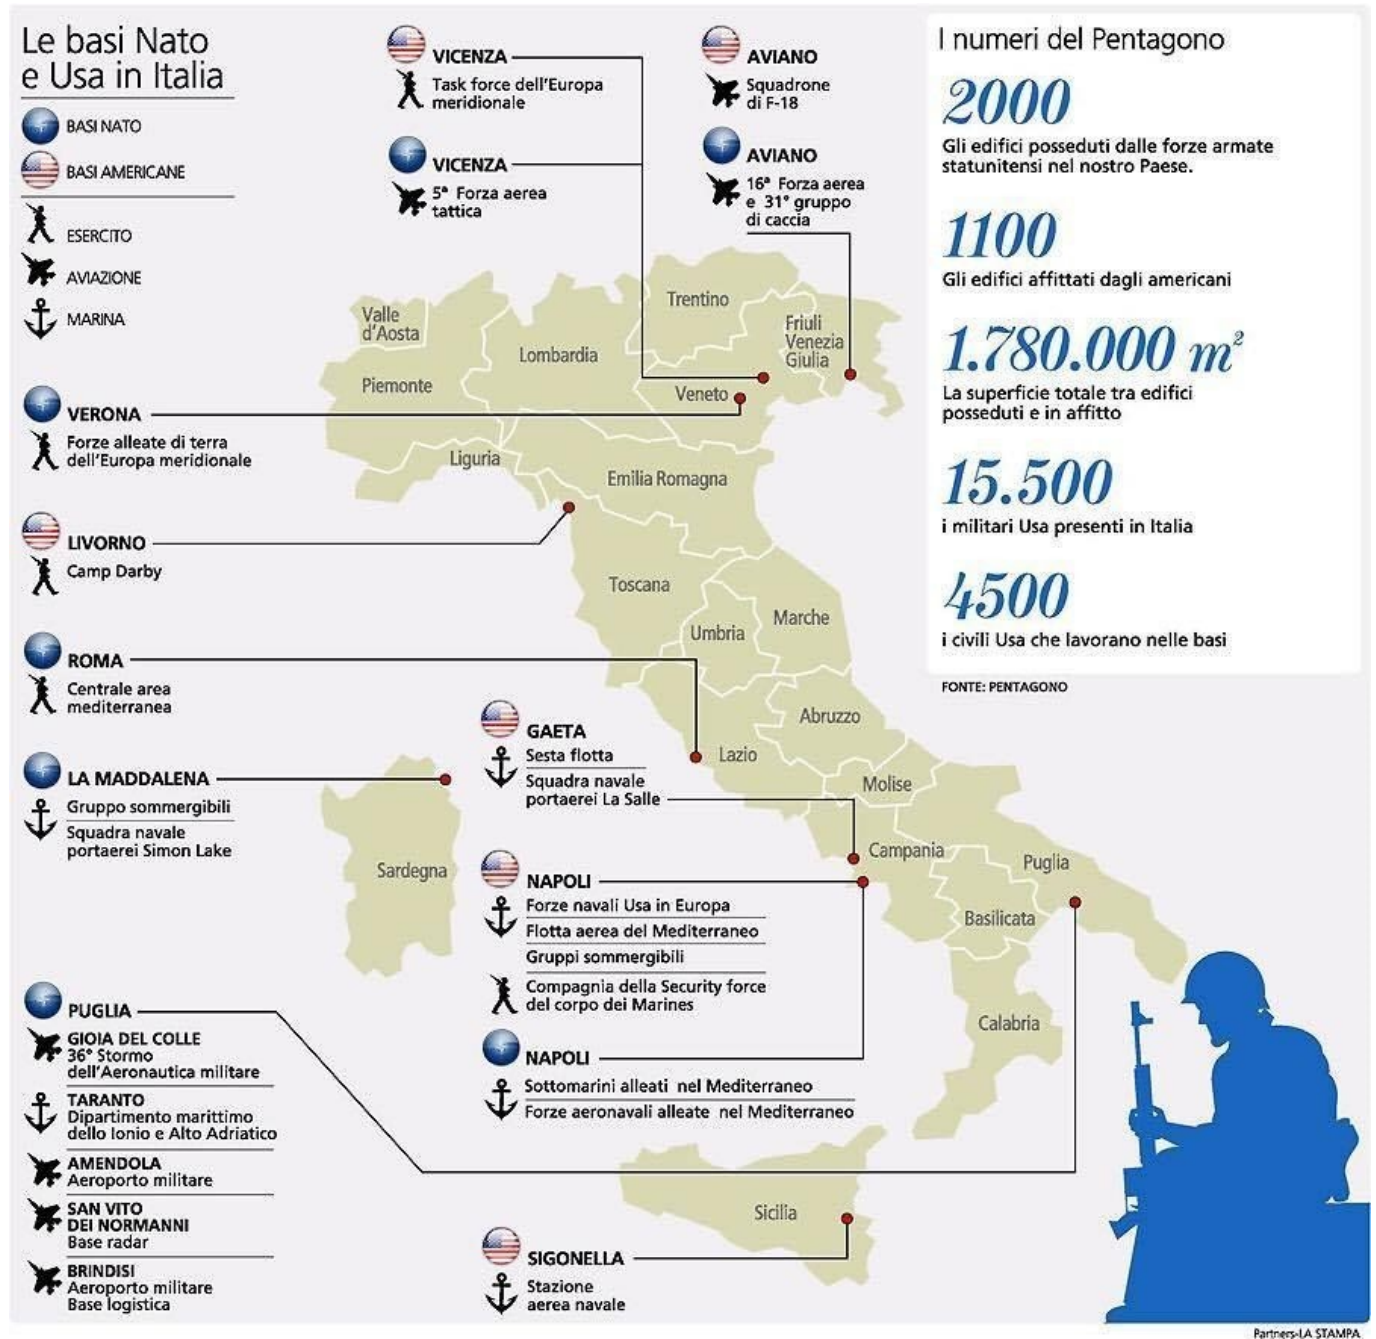 Le basi Nato
e Usa in Italia
BASI NATO
BASI AMERICANE
ESERCITO
AVIAZIONE
MARINA
VICENZA
Task force dell'Europa
meridionale
VICENZA
5ª Forza aerea
tattica
AVIANO
Squadrone
di F-18
AVIANO
16ª Forza aerea
e 31° gruppo
di caccia
I numeri del Pentagono
2000
Gli edifici posseduti dalle forze armate
statunitensi nel nostro Paese.
1100
Gli edifici affittati dagli americani
1.780.000 m²
La superficie totale tra edifici
posseduti e in affitto
15.500
i militari Usa presenti in Italia
4500
i civili Usa che lavorano nelle basi
FONTE: PENTAGONO
Valle
d'Aosta
Piemonte
Lombardia
Trentino
Friuli
Venezia
Giulia
Veneto
Liguria
Emilia Romagna
Toscana
Umbria
Marche
Lazio
Abruzzo
Molise
Campania
Puglia
Basilicata
Calabria
Sardegna
Sicilia
VERONA
Forze alleate di terra
dell'Europa meridionale
LIVORNO
Camp Darby
ROMA
Centrale area
mediterranea
LA MADDALENA
Gruppo sommergibili
Squadra navale
portaerei Simon Lake
GAETA
Sesta flotta
Squadra navale
portaerei La Salle
NAPOLI
Forze navali Usa in Europa
Flotta aerea del Mediterraneo
Gruppi sommergibili
Compagnia della Security force
del corpo dei Marines
NAPOLI
Sottomarini alleati nel Mediterraneo
Forze aeronavali alleate nel Mediterraneo
PUGLIA
GIOIA DEL COLLE
36° Stormo
dell'Aeronautica militare
TARANTO
Dipartimento marittimo
dello Ionio e Alto Adriatico
AMENDOLA
Aeroporto militare
SAN VITO
DEI NORMANNI
Base radar
BRINDISI
Aeroporto militare
Base logistica
SIGONELLA
Stazione
aerea navale
Partners-LA STAMPA